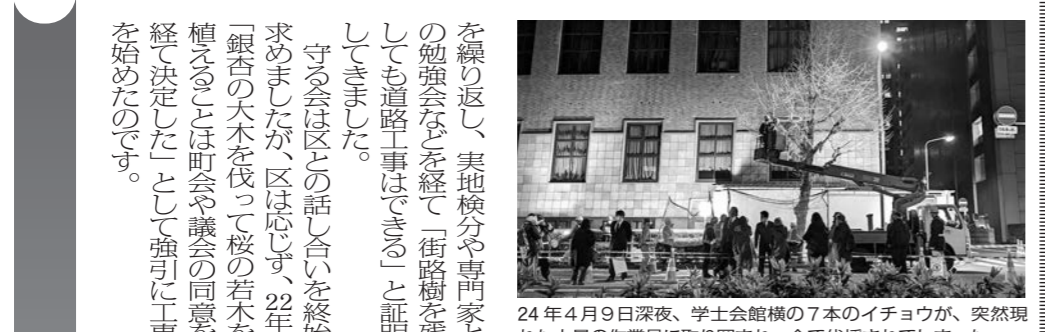 を繰り返し、実地検分や専門家と
の勉強会などを経て「街路樹を残
しても道路工事はできる」と証明
してきました。
守る会は区との話し合いを終始
求めましたが、区は応じず、22年
「銀杏の大木を伐って桜の若木を
植えることは町会や議会の同意を
経て決定した」として強引に工事
を始めたのです。
24年4月9日深夜、学士会館横の7本のイチョウが、突然現